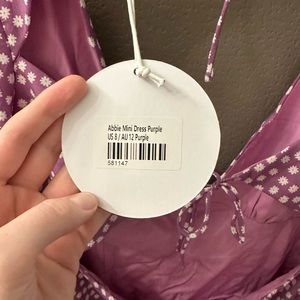 Abbie Mini Dress Purple
US 8 / AU 12 Purple
581147